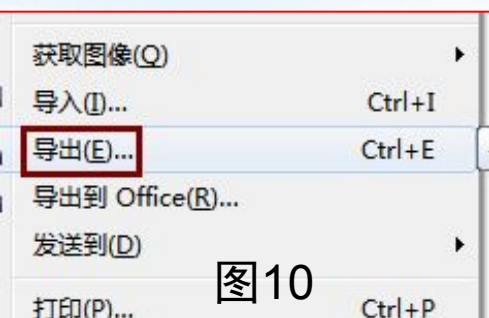 获取图像(Q)
导入(I)... Ctrl+I
导出(E)... Ctrl+E
导出到 Office(R)...
发送到(D)
图10
打印(P)... Ctrl+P